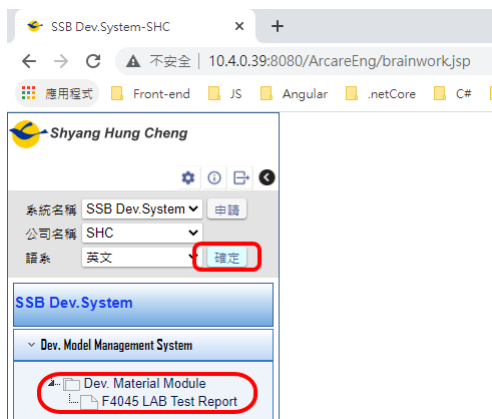 SSB Dev.System-SHC
不安全 | 10.4.0.39:8080/ArcareEng/brainwork.jsp
應用程式 Front-end JS Angular .netCore C#
Shyang Hung Cheng
系統名稱 SSB Dev.System 申請
公司名稱 SHC
語系 英文 確定
SSB Dev.System
Dev. Model Management System
Dev. Material Module
F4045 LAB Test Report